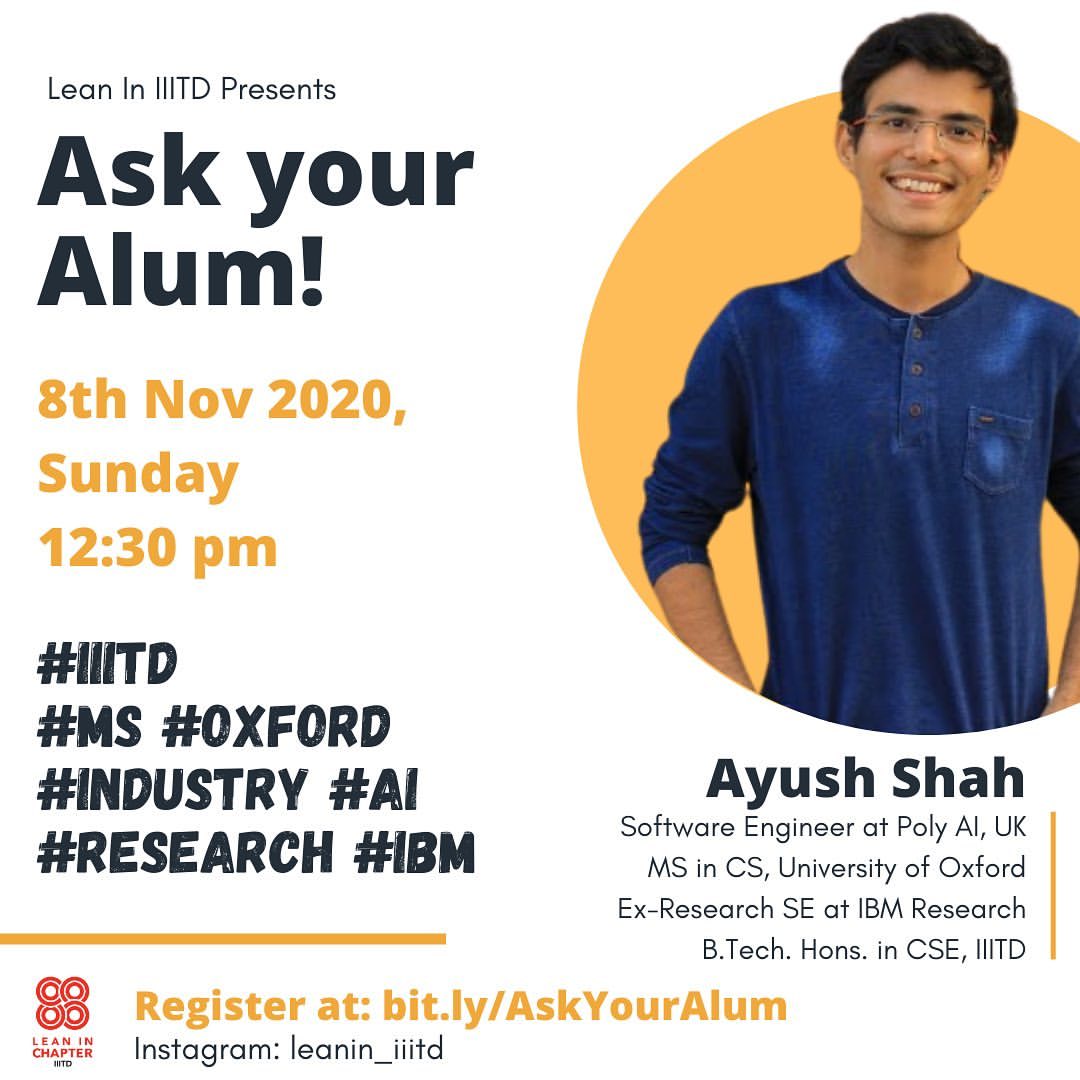 Lean In IIITD Presents
Ask your
Alum!
8th Nov 2020,
Sunday
12:30 pm
#IIITD
#MS #OXFORD
#INDUSTRY #AI
#RESEARCH #IBM
Ayush Shah
Software Engineer at Poly AI, UK
MS in CS, University of Oxford
Ex-Research SE at IBM Research
B.Tech. Hons. in CSE, IIITD
LEAN IN
CHAPTER
IIITD
Register at: bit.ly/AskYourAlum
Instagram: leanin_iiitd